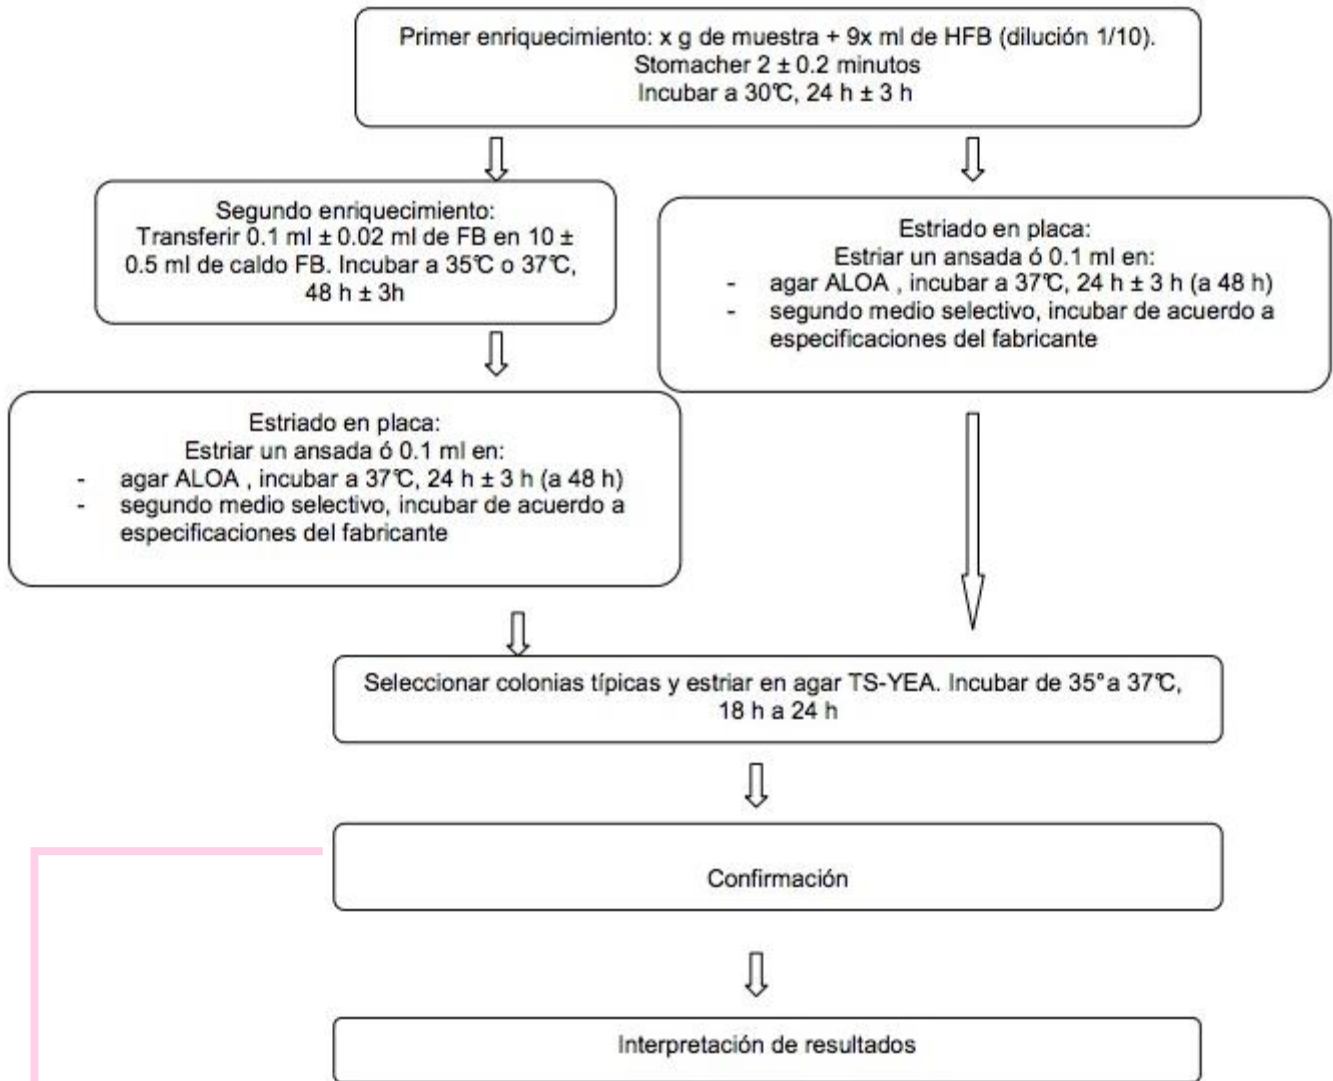 Primer enriquecimiento: x g de muestra + 9x ml de HFB (dilución 1/10).
Stomacher 2 ± 0.2 minutos
Incubar a 30°C, 24 h ± 3 h
Segundo enriquecimiento:
Transferir 0.1 ml ± 0.02 ml de FB en 10 ±
0.5 ml de caldo FB. Incubar a 35°C o 37°C,
48 h ± 3h
Estriado en placa:
Estriar un ansada ó 0.1 ml en:
- agar ALOA , incubar a 37°C, 24 h ± 3 h (a 48 h)
- segundo medio selectivo, incubar de acuerdo a
especificaciones del fabricante
Estriado en placa:
Estriar un ansada ó 0.1 ml en:
- agar ALOA , incubar a 37°C, 24 h ± 3 h (a 48 h)
- segundo medio selectivo, incubar de acuerdo a
especificaciones del fabricante
Seleccionar colonias típicas y estriar en agar TS-YEA. Incubar de 35° a 37°C,
18 h a 24 h
Confirmación
Interpretación de resultados